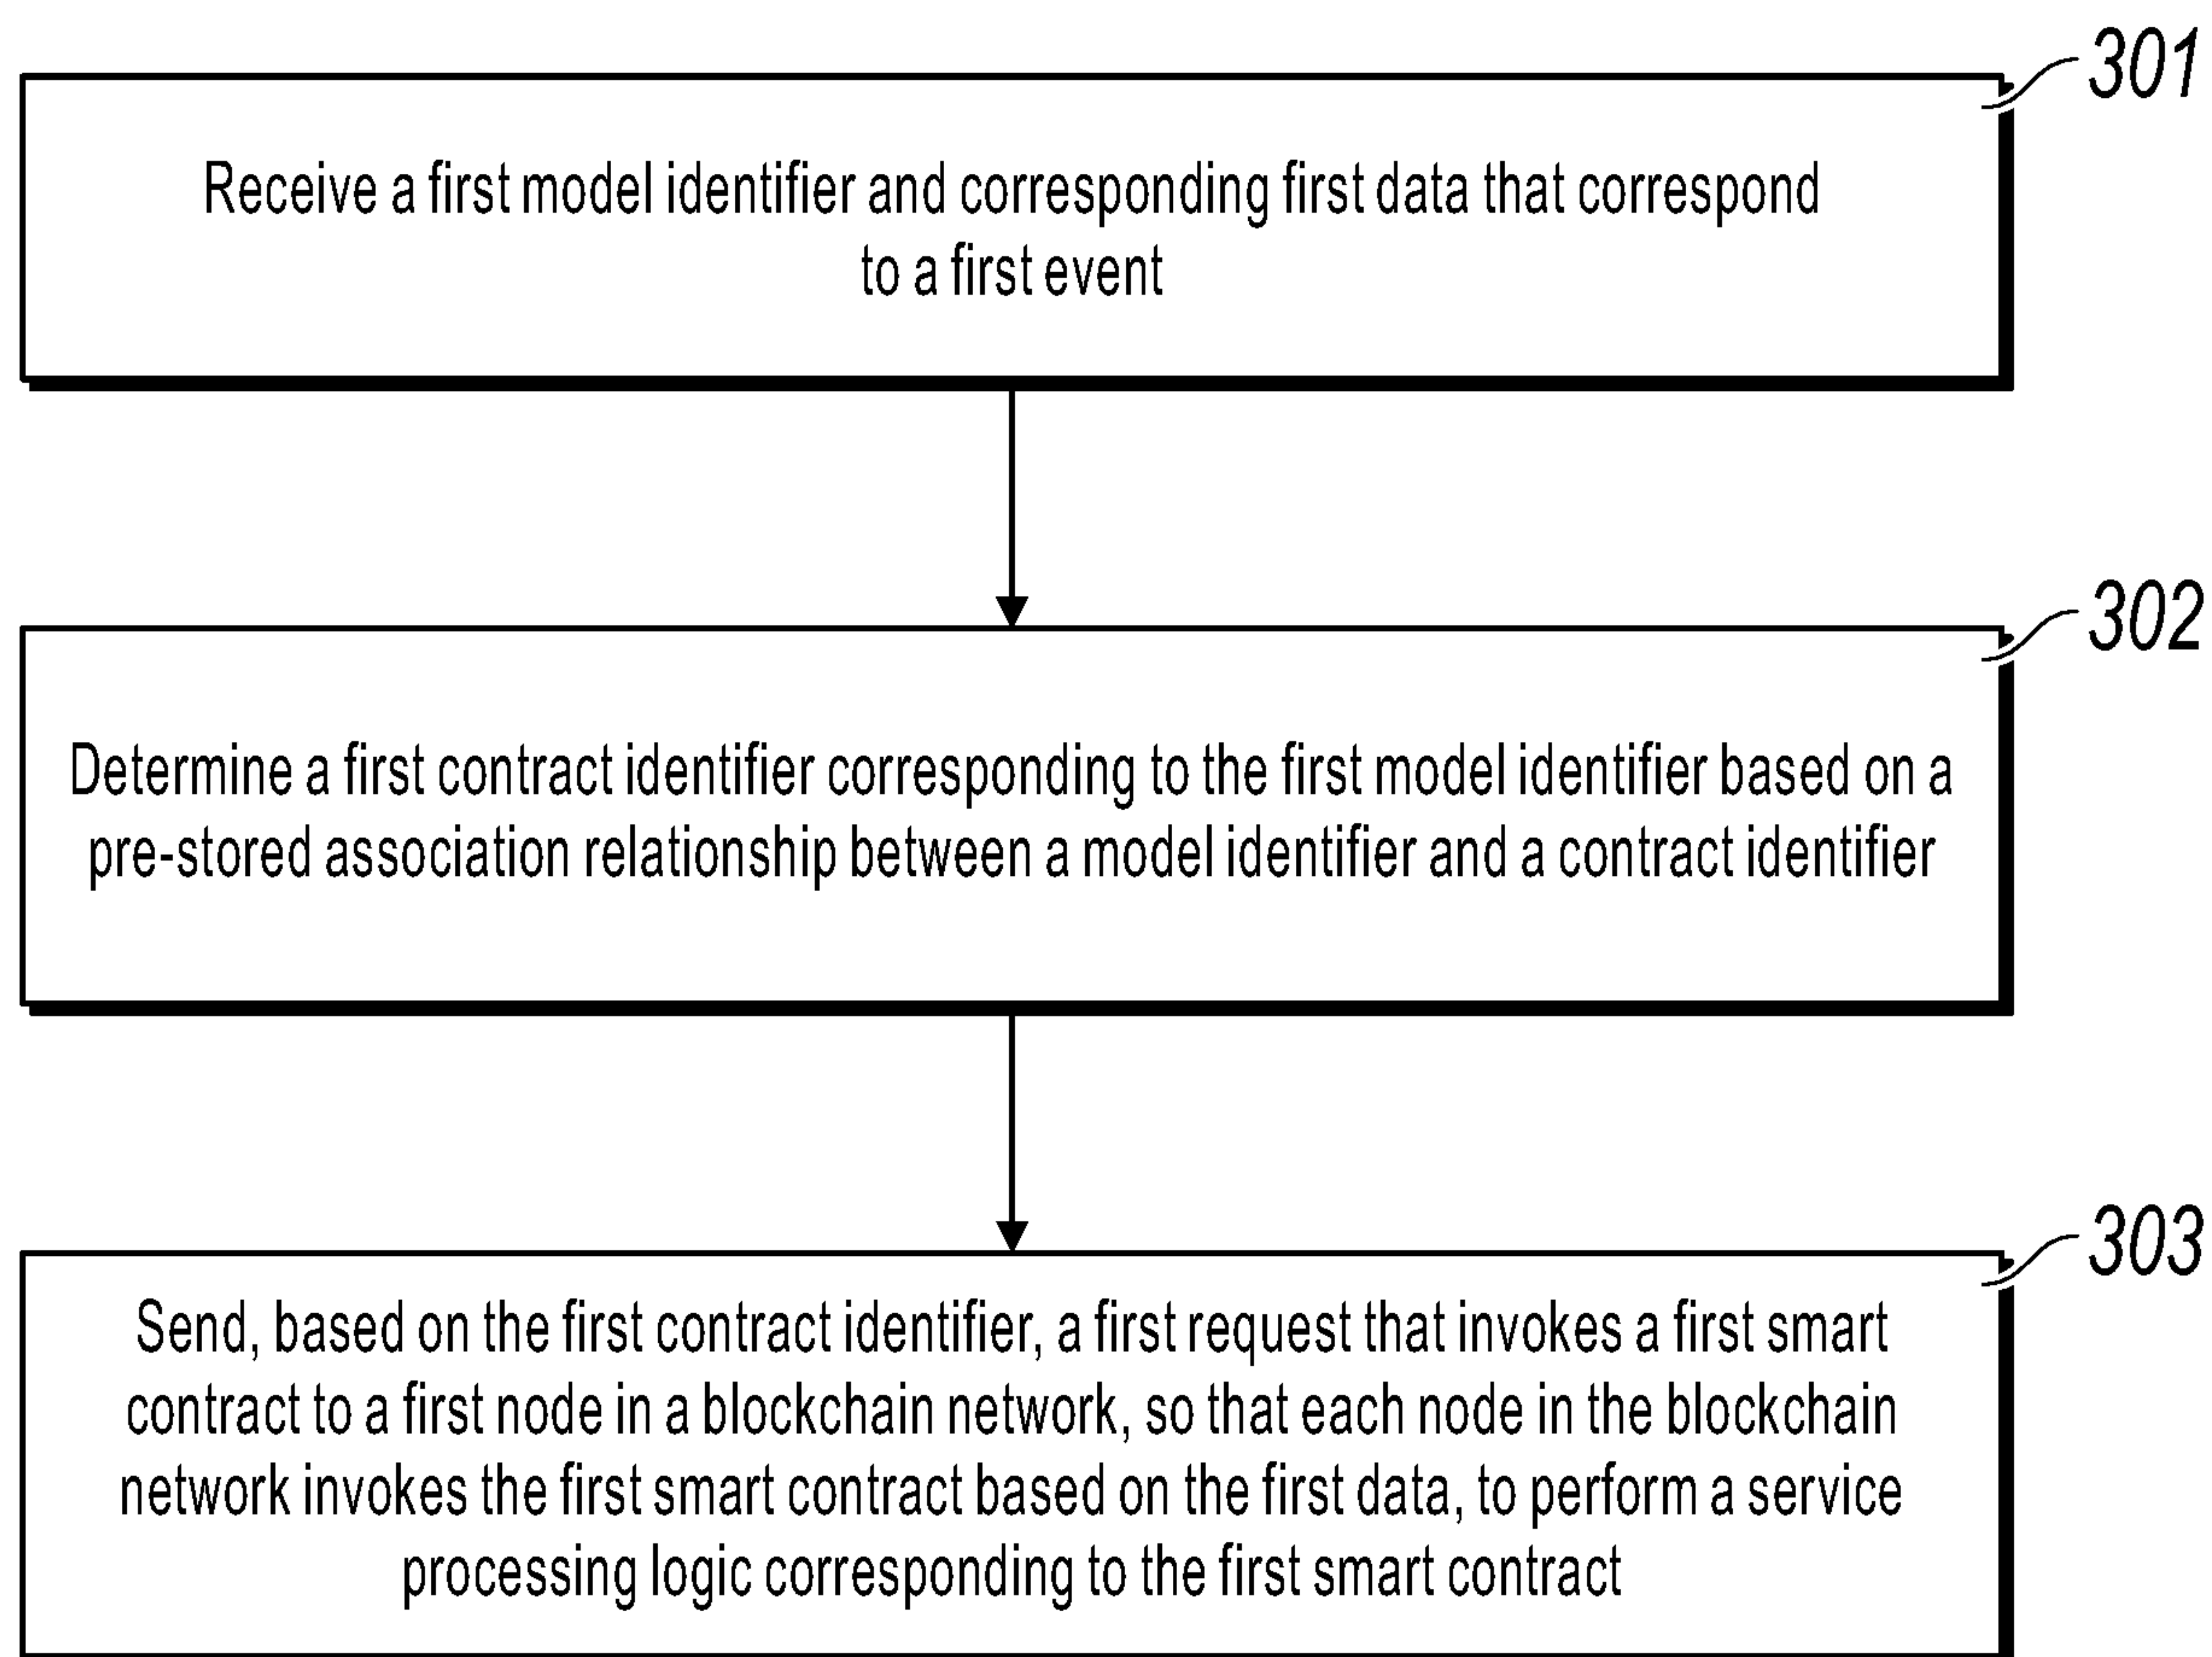 301
Receive a first model identifier and corresponding first data that correspond
to a first event
302
Determine a first contract identifier corresponding to the first model identifier based on a
pre-stored association relationship between a model identifier and a contract identifier
303
Send, based on the first contract identifier, a first request that invokes a first smart
contract to a first node in a blockchain network, so that each node in the blockchain
network invokes the first smart contract based on the first data, to perform a service
processing logic corresponding to the first smart contract